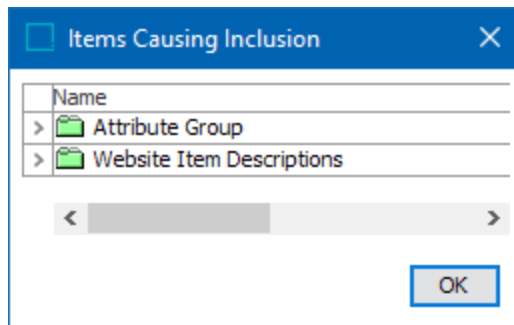 Items Causing Inclusion
Name
Attribute Group
Website Item Descriptions
OK